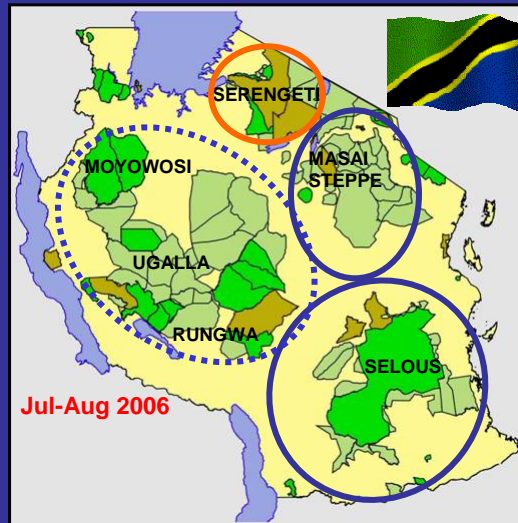 SERENGETI
MOYOWOSI
MASAI
STEPPE
UGALLA
RUNGWA
SELOUS
Jul-Aug 2006